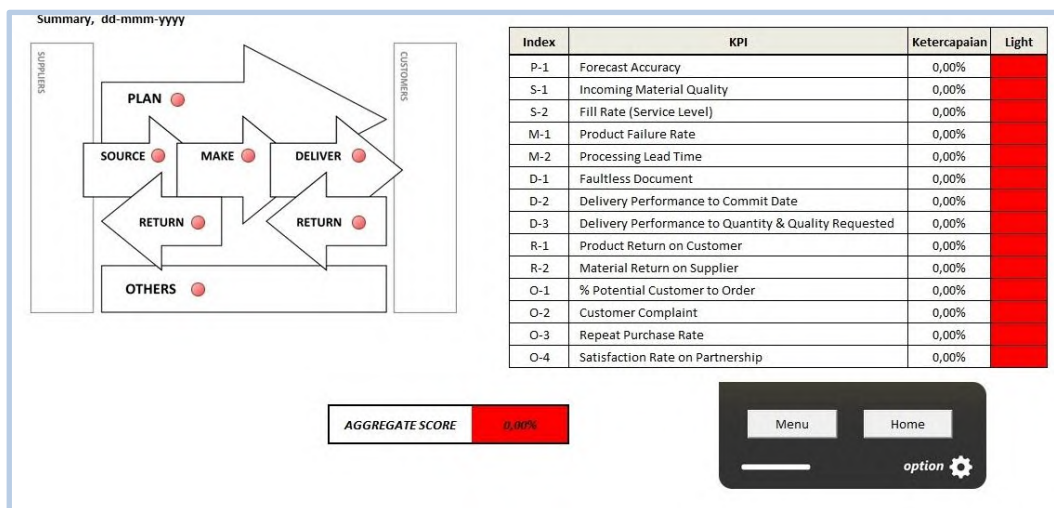 Summary, dd-mmm-yyyy
SUPPLIERS
CUSTOMERS
PLAN
SOURCE
MAKE
DELIVER
RETURN
RETURN
OTHERS
Index KPI Ketercapaian Light
P-1 Forecast Accuracy 0,00%
S-1 Incoming Material Quality 0,00%
S-2 Fill Rate (Service Level) 0,00%
M-1 Product Failure Rate 0,00%
M-2 Processing Lead Time 0,00%
D-1 Faultless Document 0,00%
D-2 Delivery Performance to Commit Date 0,00%
D-3 Delivery Performance to Quantity & Quality Requested 0,00%
R-1 Product Return on Customer 0,00%
R-2 Material Return on Supplier 0,00%
O-1 % Potential Customer to Order 0,00%
O-2 Customer Complaint 0,00%
O-3 Repeat Purchase Rate 0,00%
O-4 Satisfaction Rate on Partnership 0,00%
AGGREGATE SCORE 0,00%
Menu
Home
option